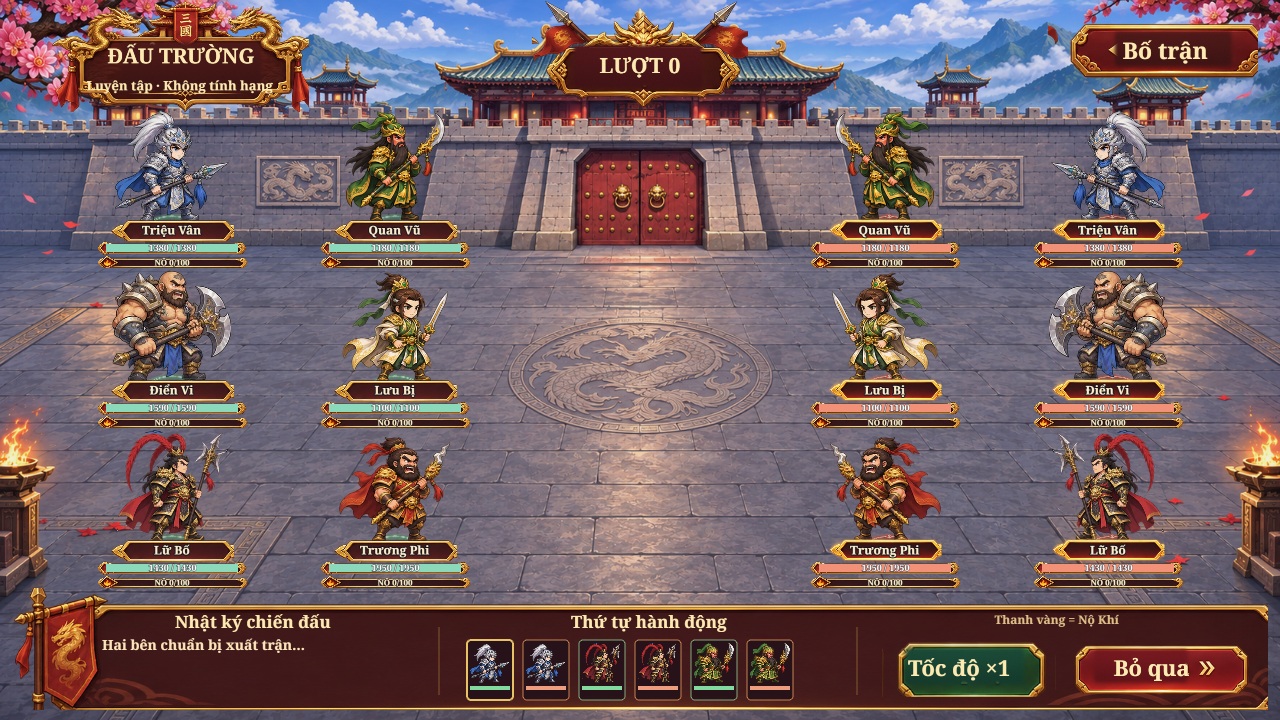 三
國
ĐẤU TRƯỜNG
Luyện tập · Không tính hạng
LƯỢT 0
Bố trận
Triệu Vân
1380/1380
NỘ 0/100
Quan Vũ
1180/1180
NỘ 0/100
Quan Vũ
1180/1180
NỘ 0/100
Triệu Vân
1380/1380
NỘ 0/100
Điển Vi
1590/1590
NỘ 0/100
Lưu Bị
1100/1100
NỘ 0/100
Lưu Bị
1100/1100
NỘ 0/100
Điển Vi
1590/1590
NỘ 0/100
Lữ Bố
1430/1430
NỘ 0/100
Trương Phi
1950/1950
NỘ 0/100
Trương Phi
1950/1950
NỘ 0/100
Lữ Bố
1430/1430
NỘ 0/100
Nhật ký chiến đấu
Hai bên chuẩn bị xuất trận...
Thứ tự hành động
Thanh vàng = Nộ Khí
Tốc độ ×1
Bỏ qua »